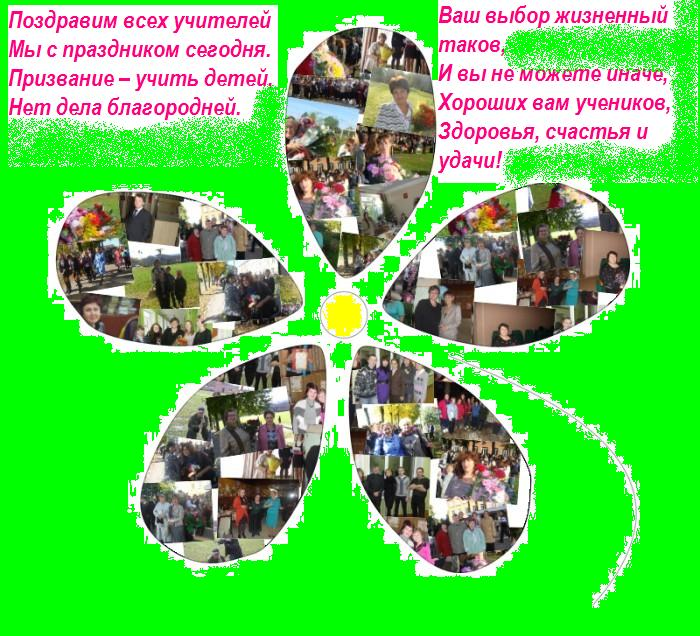 Поздравим всех учителей
Мы с праздником сегодня.
Призвание – учить детей.
Нет дела благородней.
Ваш выбор жизненный
таков,
И вы не можете иначе,
Хороших вам учеников,
Здоровья, счастья и
удачи!